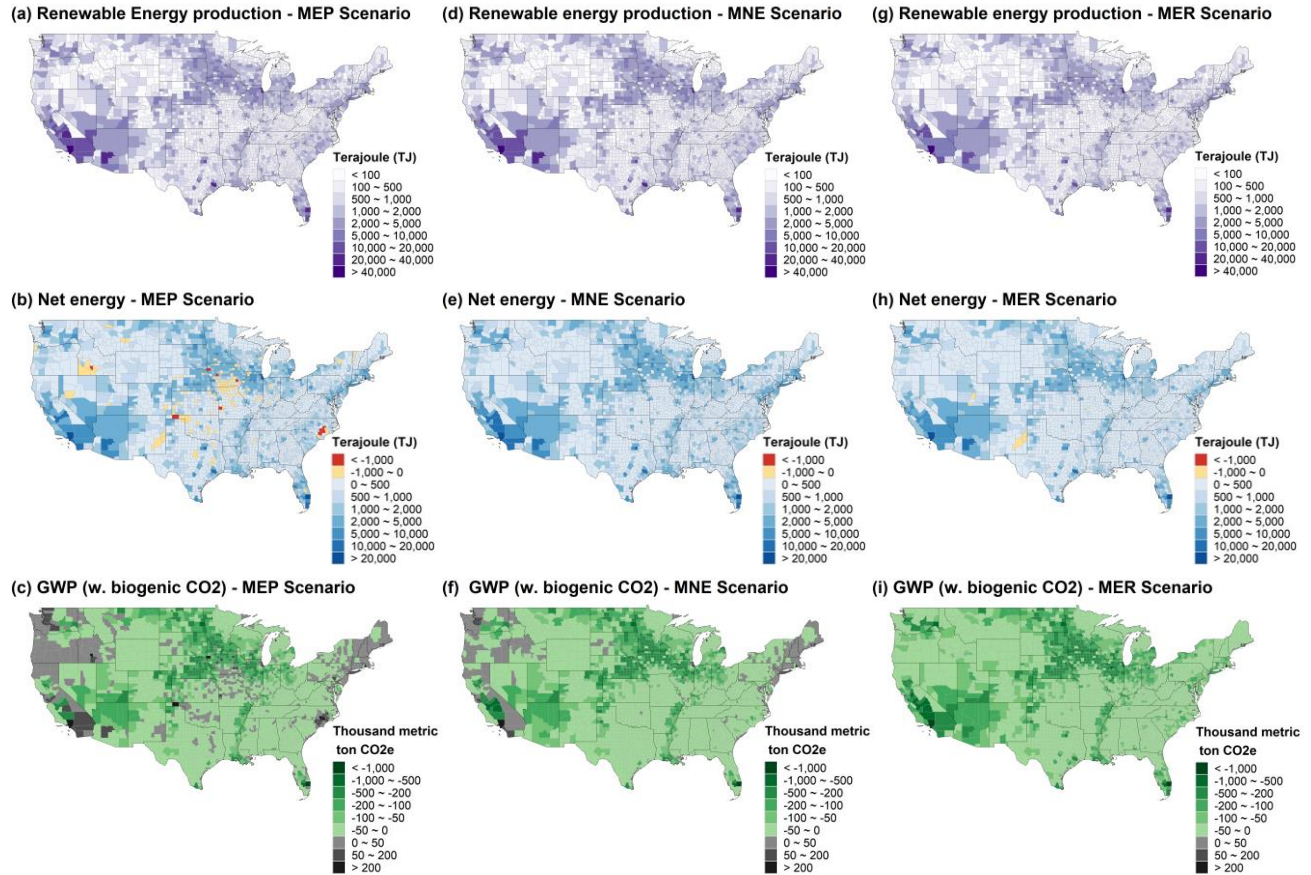 (a) Renewable Energy production - MEP Scenario
Terajoule (TJ)
< 100
100 ~ 500
500 ~ 1,000
1,000 ~ 2,000
2,000 ~ 5,000
5,000 ~ 10,000
10,000 ~ 20,000
20,000 ~ 40,000
> 40,000
(d) Renewable energy production - MNE Scenario
Terajoule (TJ)
< 100
100 ~ 500
500 ~ 1,000
1,000 ~ 2,000
2,000 ~ 5,000
5,000 ~ 10,000
10,000 ~ 20,000
20,000 ~ 40,000
> 40,000
(g) Renewable energy production - MER Scenario
Terajoule (TJ)
< 100
100 ~ 500
500 ~ 1,000
1,000 ~ 2,000
2,000 ~ 5,000
5,000 ~ 10,000
10,000 ~ 20,000
20,000 ~ 40,000
> 40,000
(b) Net energy - MEP Scenario
Terajoule (TJ)
< -1,000
-1,000 ~ 0
0 ~ 500
500 ~ 1,000
1,000 ~ 2,000
2,000 ~ 5,000
5,000 ~ 10,000
10,000 ~ 20,000
> 20,000
(e) Net energy - MNE Scenario
Terajoule (TJ)
< -1,000
-1,000 ~ 0
0 ~ 500
500 ~ 1,000
1,000 ~ 2,000
2,000 ~ 5,000
5,000 ~ 10,000
10,000 ~ 20,000
> 20,000
(h) Net energy - MER Scenario
Terajoule (TJ)
< -1,000
-1,000 ~ 0
0 ~ 500
500 ~ 1,000
1,000 ~ 2,000
2,000 ~ 5,000
5,000 ~ 10,000
10,000 ~ 20,000
> 20,000
(c) GWP (w. biogenic CO2) - MEP Scenario
Thousand metric
ton CO2e
< -1,000
-1,000 ~ -500
-500 ~ -200
-200 ~ -100
-100 ~ -50
-50 ~ 0
0 ~ 50
50 ~ 200
> 200
(f) GWP (w. biogenic CO2) - MNE Scenario
Thousand metric
ton CO2e
< -1,000
-1,000 ~ -500
-500 ~ -200
-200 ~ -100
-100 ~ -50
-50 ~ 0
0 ~ 50
50 ~ 200
> 200
(i) GWP (w. biogenic CO2) - MER Scenario
Thousand metric
ton CO2e
< -1,000
-1,000 ~ -500
-500 ~ -200
-200 ~ -100
-100 ~ -50
-50 ~ 0
0 ~ 50
50 ~ 200
> 200